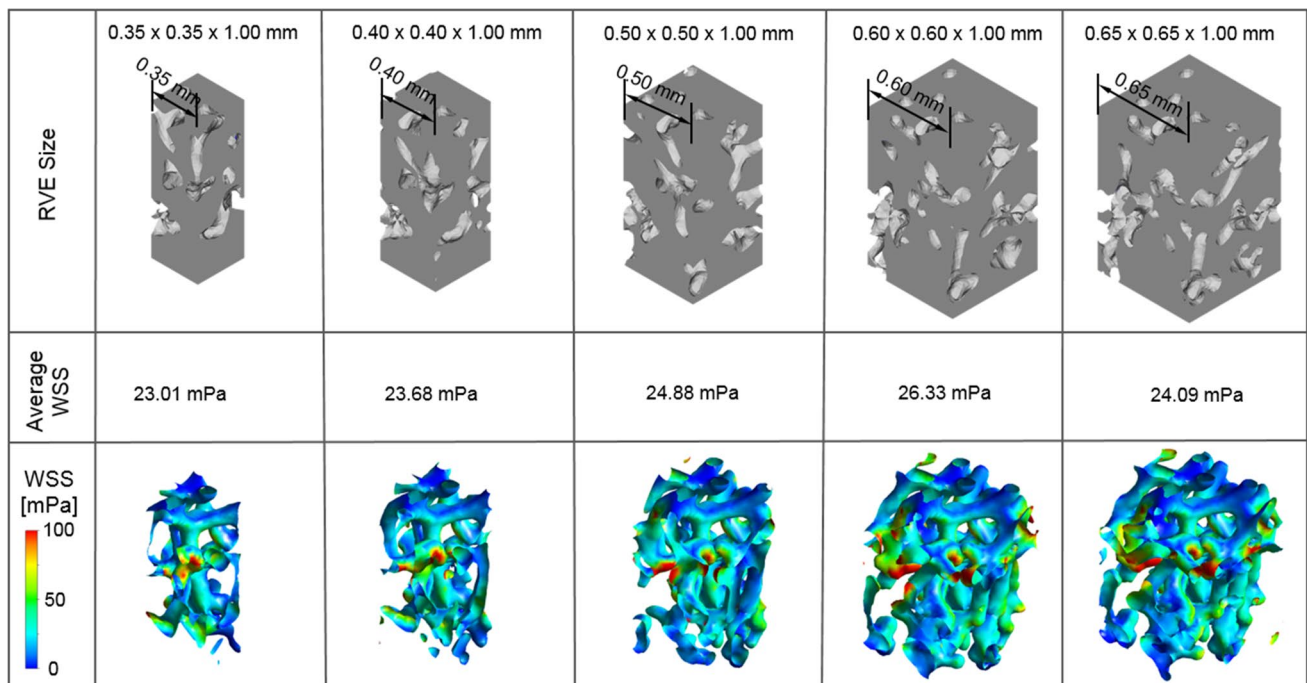 RVE Size
0.35 x 0.35 x 1.00 mm
0.40 x 0.40 x 1.00 mm
0.50 x 0.50 x 1.00 mm
0.60 x 0.60 x 1.00 mm
0.65 x 0.65 x 1.00 mm
0.35 mm
0.40 mm
0.50 mm
0.60 mm
0.65 mm
Average
WSS
23.01 mPa
23.68 mPa
24.88 mPa
26.33 mPa
24.09 mPa
WSS
[mPa]
100
50
0